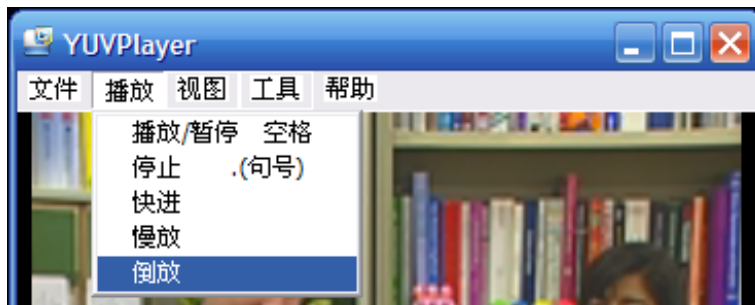 YUVPlayer
文件 播放 视图 工具 帮助
播放/暂停 空格
停止 .(句号)
快进
慢放
倒放